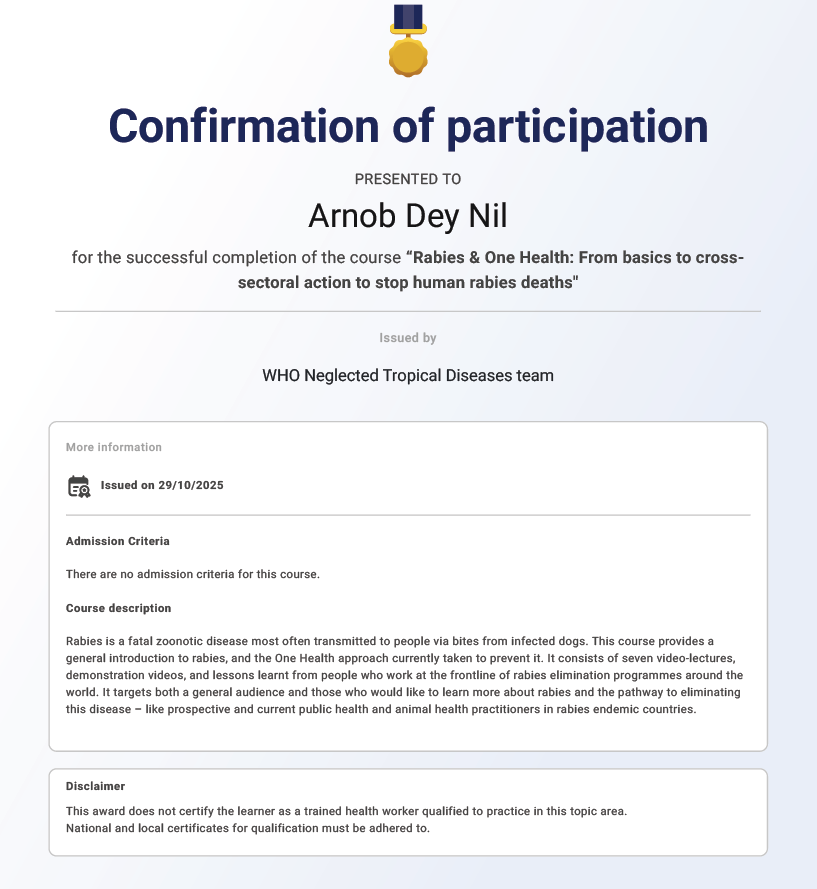 Confirmation of participation
PRESENTED TO
Arnob Dey Nil
for the successful completion of the course “Rabies & One Health: From basics to cross-
sectoral action to stop human rabies deaths"
Issued by
WHO Neglected Tropical Diseases team
More information
Issued on 29/10/2025
Admission Criteria
There are no admission criteria for this course.
Course description
Rabies is a fatal zoonotic disease most often transmitted to people via bites from infected dogs. This course provides a
general introduction to rabies, and the One Health approach currently taken to prevent it. It consists of seven video-lectures,
demonstration videos, and lessons learnt from people who work at the frontline of rabies elimination programmes around the
world. It targets both a general audience and those who would like to learn more about rabies and the pathway to eliminating
this disease – like prospective and current public health and animal health practitioners in rabies endemic countries.
Disclaimer
This award does not certify the learner as a trained health worker qualified to practice in this topic area.
National and local certificates for qualification must be adhered to.